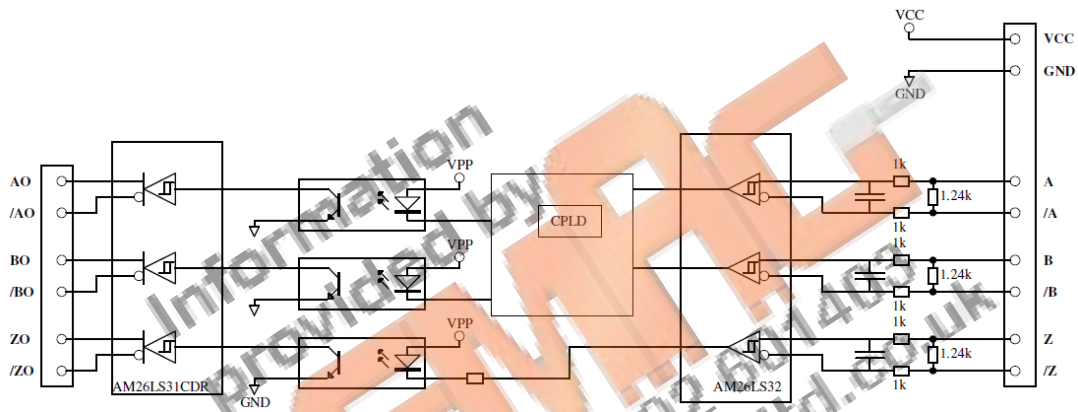 VCC
VCC
GND
GND
1k
A
1.24k
/A
1k
1k
B
1.24k
/B
1k
1k
Z
1.24k
/Z
1k
AM26LS32
CPLD
VPP
VPP
VPP
GND
AM26LS31CDR
AO
/AO
BO
/BO
ZO
/ZO
Information
provided by